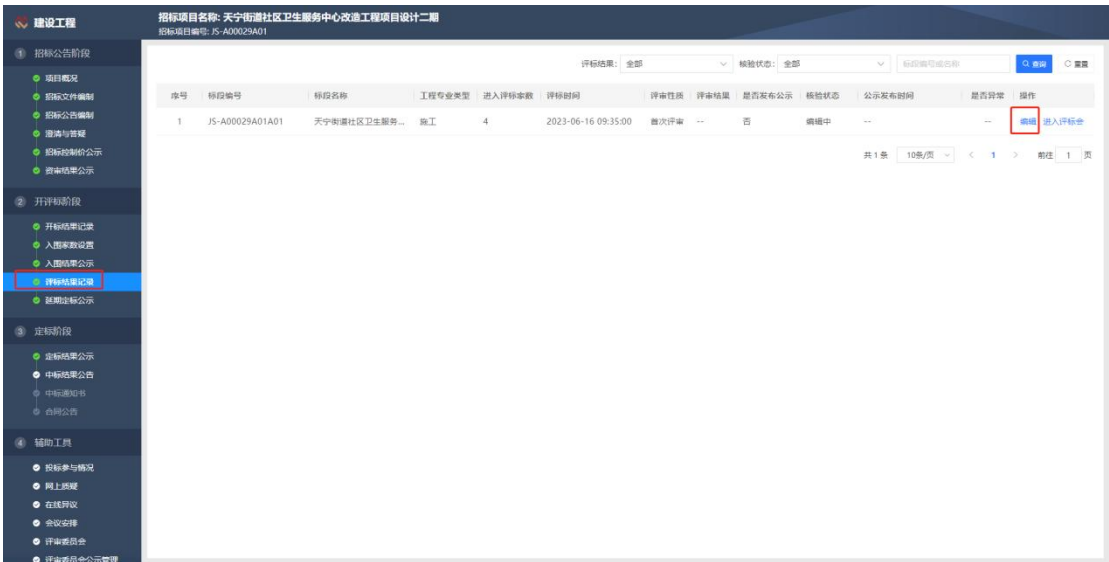 建设工程
招标项目名称: 天宁街道社区卫生服务中心改造工程项目设计二期
招标项目编号: JS-A00029A01
1 招标公告阶段
项目概况
招标文件编制
招标公告编制
澄清与答疑
招标控制价公示
资审结果公示
2 开评标阶段
开标结果记录
入围家数设置
入围结果公示
评标结果记录
延期定标公示
3 定标阶段
定标结果公示
中标结果公告
中标通知书
合同公告
4 辅助工具
投标参与情况
网上质疑
在线异议
会议安排
评审委员会
评审委员会公示管理
评标结果: 全部 核验状态: 全部 标段编号或名称 查询 重置
序号 标段编号 标段名称 工程专业类型 进入评标家数 评标时间 评审性质 评审结果 是否发布公示 核验状态 公示发布时间 是否异常 操作
1 JS-A00029A01A01 天宁街道社区卫生服务... 施工 4 2023-06-16 09:35:00 首次评审 -- 否 编辑中 -- -- 编辑 进入评标会
共 1 条 10条/页 < 1 > 前往 1 页